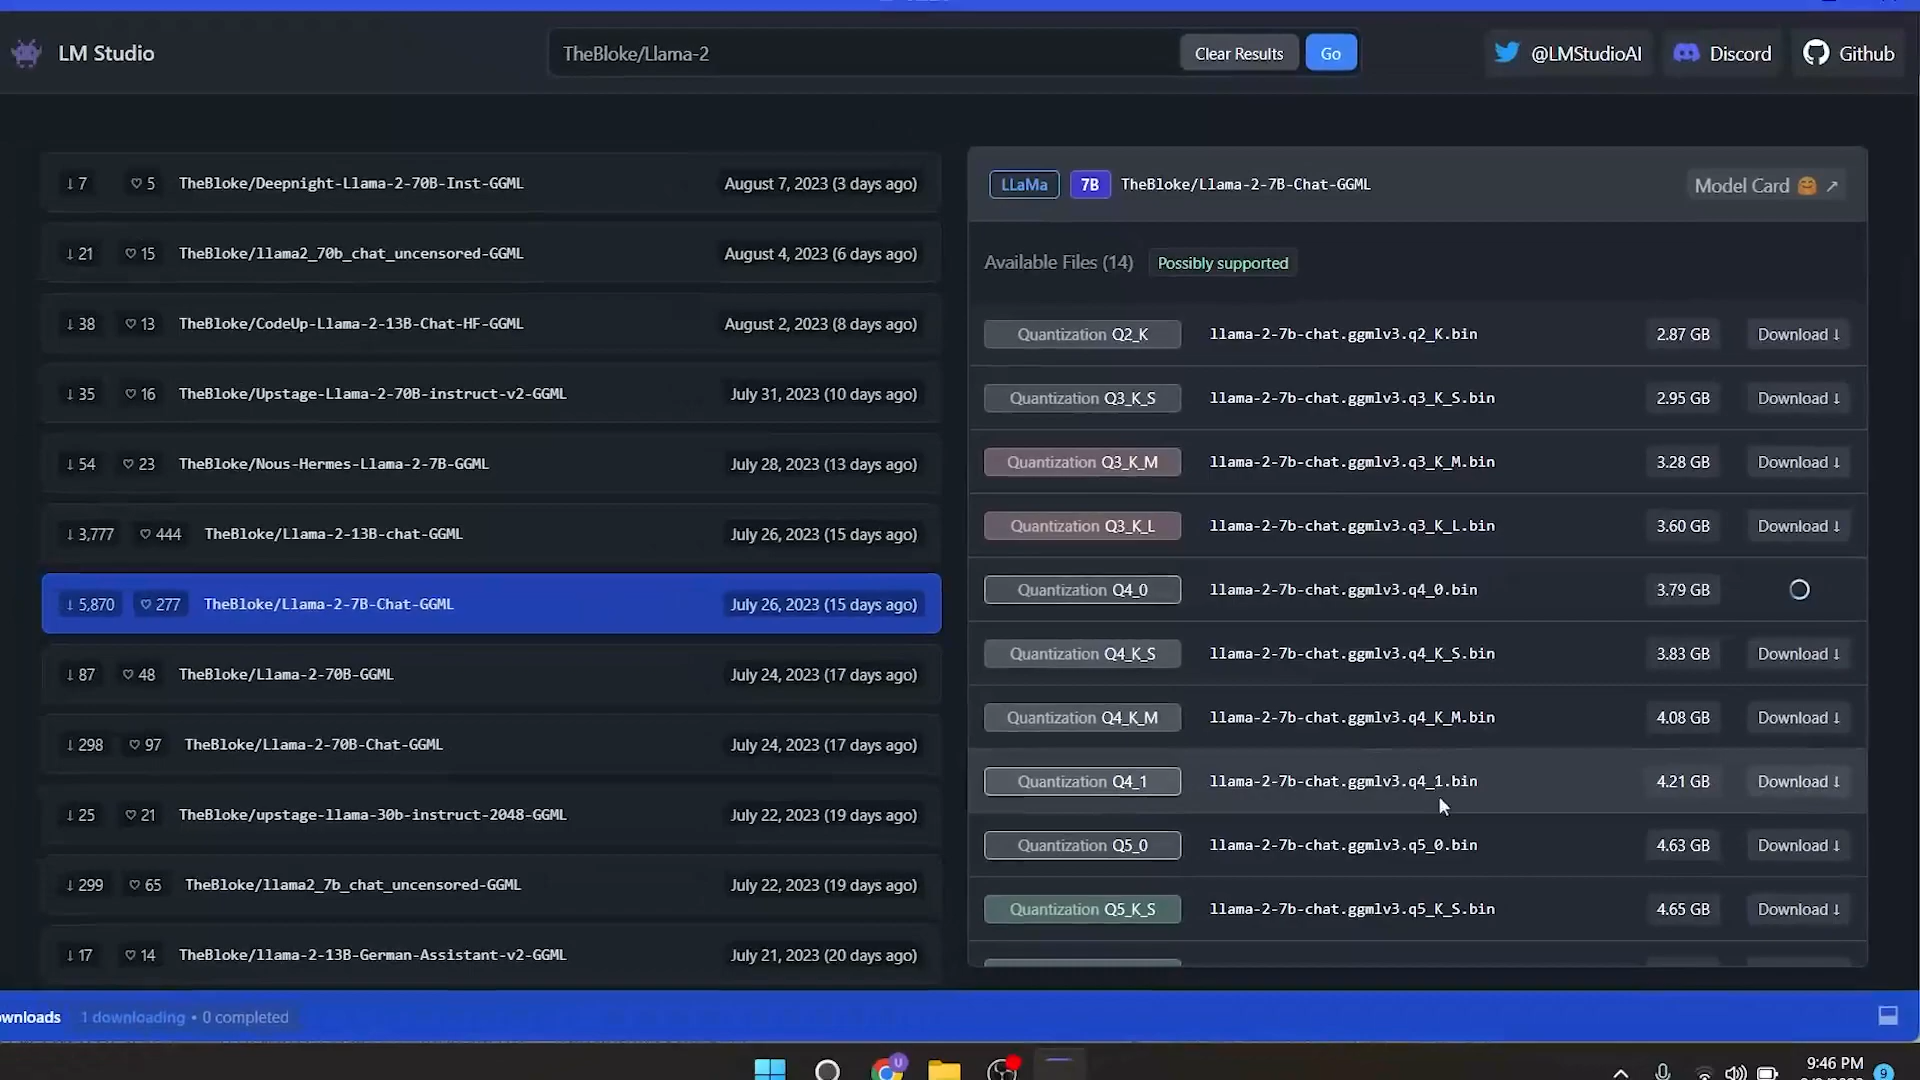 LM Studio
TheBloke/Llama-2
Clear Results
Go
@LMStudioAI
Discord
Github
↓ 7 ♡ 5 TheBloke/Deepnight-Llama-2-70B-Inst-GGML August 7, 2023 (3 days ago)
↓ 21 ♡ 15 TheBloke/llama2_70b_chat_uncensored-GGML August 4, 2023 (6 days ago)
↓ 38 ♡ 13 TheBloke/CodeUp-Llama-2-13B-Chat-HF-GGML August 2, 2023 (8 days ago)
↓ 35 ♡ 16 TheBloke/Upstage-Llama-2-70B-instruct-v2-GGML July 31, 2023 (10 days ago)
↓ 54 ♡ 23 TheBloke/Nous-Hermes-Llama-2-7B-GGML July 28, 2023 (13 days ago)
↓ 3,777 ♡ 444 TheBloke/Llama-2-13B-chat-GGML July 26, 2023 (15 days ago)
↓ 5,870 ♡ 277 TheBloke/Llama-2-7B-Chat-GGML July 26, 2023 (15 days ago)
↓ 87 ♡ 48 TheBloke/Llama-2-70B-GGML July 24, 2023 (17 days ago)
↓ 298 ♡ 97 TheBloke/Llama-2-70B-Chat-GGML July 24, 2023 (17 days ago)
↓ 25 ♡ 21 TheBloke/upstage-llama-30b-instruct-2048-GGML July 22, 2023 (19 days ago)
↓ 299 ♡ 65 TheBloke/llama2_7b_chat_uncensored-GGML July 22, 2023 (19 days ago)
↓ 17 ♡ 14 TheBloke/llama-2-13B-German-Assistant-v2-GGML July 21, 2023 (20 days ago)
LLaMa 7B TheBloke/Llama-2-7B-Chat-GGML Model Card 🤗 ↗
Available Files (14) Possibly supported
Quantization Q2_K llama-2-7b-chat.ggmlv3.q2_K.bin 2.87 GB Download ↓
Quantization Q3_K_S llama-2-7b-chat.ggmlv3.q3_K_S.bin 2.95 GB Download ↓
Quantization Q3_K_M llama-2-7b-chat.ggmlv3.q3_K_M.bin 3.28 GB Download ↓
Quantization Q3_K_L llama-2-7b-chat.ggmlv3.q3_K_L.bin 3.60 GB Download ↓
Quantization Q4_0 llama-2-7b-chat.ggmlv3.q4_0.bin 3.79 GB
Quantization Q4_K_S llama-2-7b-chat.ggmlv3.q4_K_S.bin 3.83 GB Download ↓
Quantization Q4_K_M llama-2-7b-chat.ggmlv3.q4_K_M.bin 4.08 GB Download ↓
Quantization Q4_1 llama-2-7b-chat.ggmlv3.q4_1.bin 4.21 GB Download ↓
Quantization Q5_0 llama-2-7b-chat.ggmlv3.q5_0.bin 4.63 GB Download ↓
Quantization Q5_K_S llama-2-7b-chat.ggmlv3.q5_K_S.bin 4.65 GB Download ↓
ownloads 1 downloading • 0 completed
U
9:46 PM
9